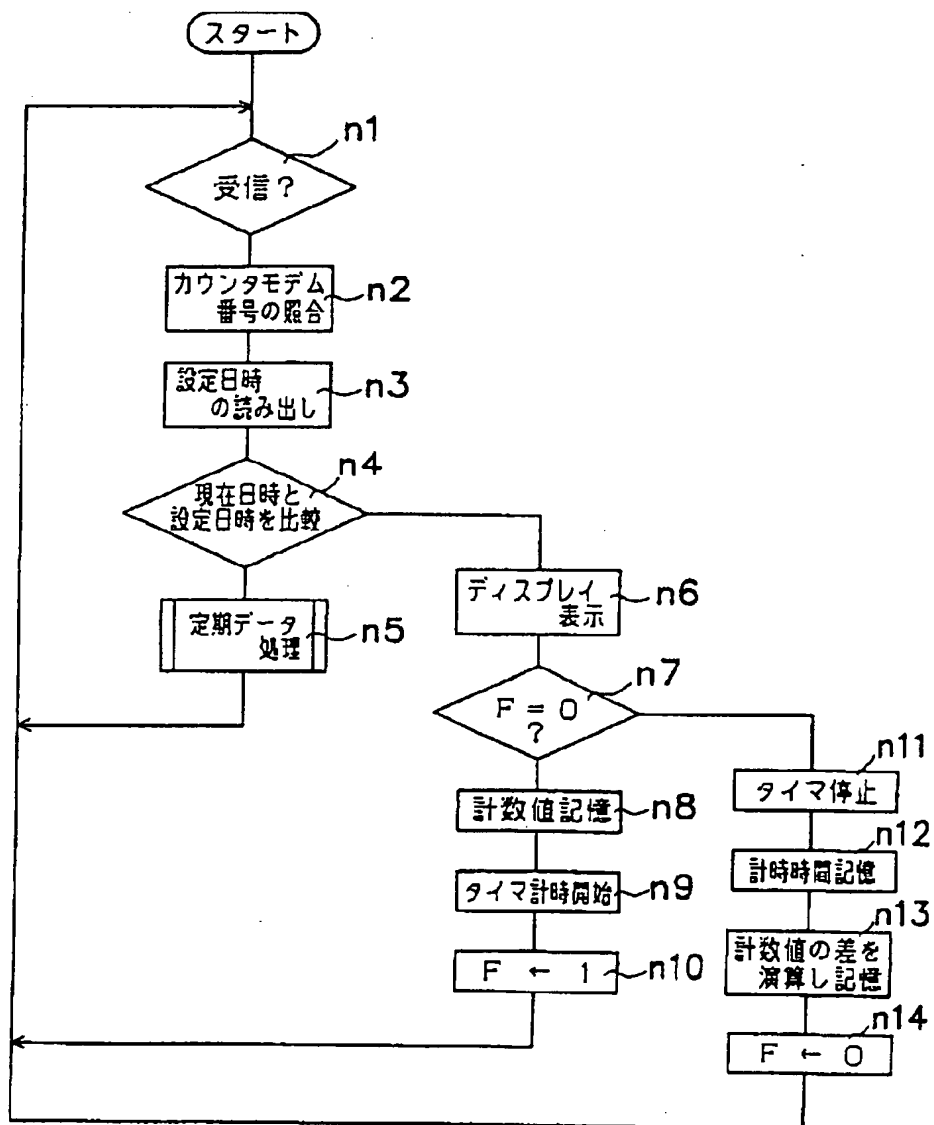 スタート
n1
受信?
カウンタモデム
番号の照合
n2
設定日時
の読み出し
n3
n4
現在日時と
設定日時を比較
定期データ
処理
n5
ディスプレイ
表示
n6
n7
F = 0
?
計数値記憶
n8
タイマ計時開始
n9
F ← 1
n10
n11
タイマ停止
n12
計時時間記憶
n13
計数値の差を
演算し記憶
n14
F ← 0